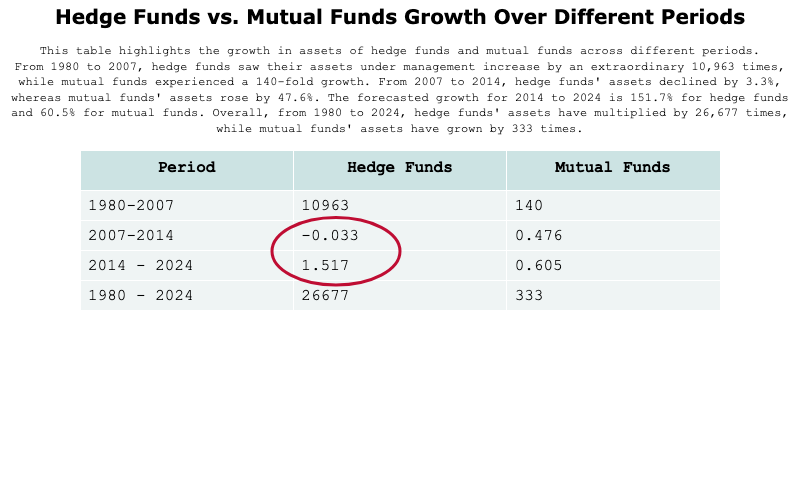 Hedge Funds vs. Mutual Funds Growth Over Different Periods
This table highlights the growth in assets of hedge funds and mutual funds across different periods.
From 1980 to 2007, hedge funds saw their assets under management increase by an extraordinary 10,963 times,
while mutual funds experienced a 140-fold growth. From 2007 to 2014, hedge funds' assets declined by 3.3%,
whereas mutual funds' assets rose by 47.6%. The forecasted growth for 2014 to 2024 is 151.7% for hedge funds
and 60.5% for mutual funds. Overall, from 1980 to 2024, hedge funds' assets have multiplied by 26,677 times,
while mutual funds' assets have grown by 333 times.
Period Hedge Funds Mutual Funds
1980-2007 10963 140
2007-2014 -0.033 0.476
2014 - 2024 1.517 0.605
1980 - 2024 26677 333